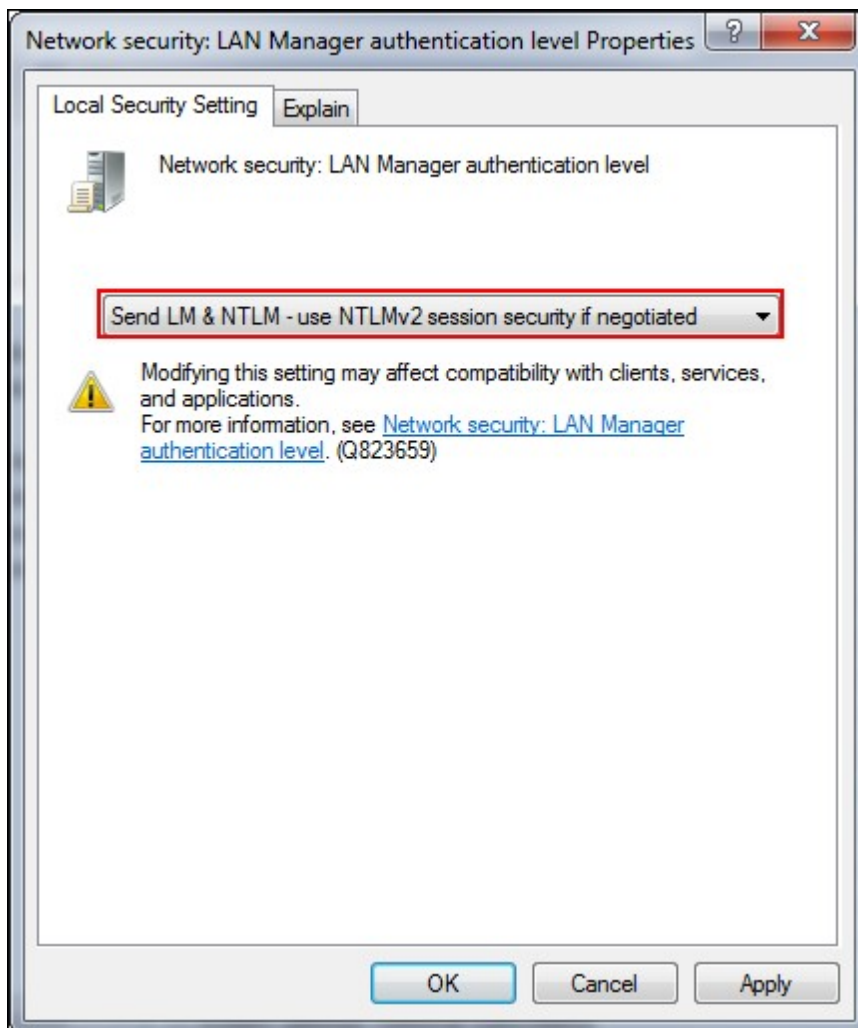 Network security: LAN Manager authentication level Properties
Local Security Setting
Explain
Network security: LAN Manager authentication level
Send LM & NTLM - use NTLMv2 session security if negotiated
Modifying this setting may affect compatibility with clients, services,
and applications.
For more information, see Network security: LAN Manager
authentication level. (Q823659)
OK
Cancel
Apply